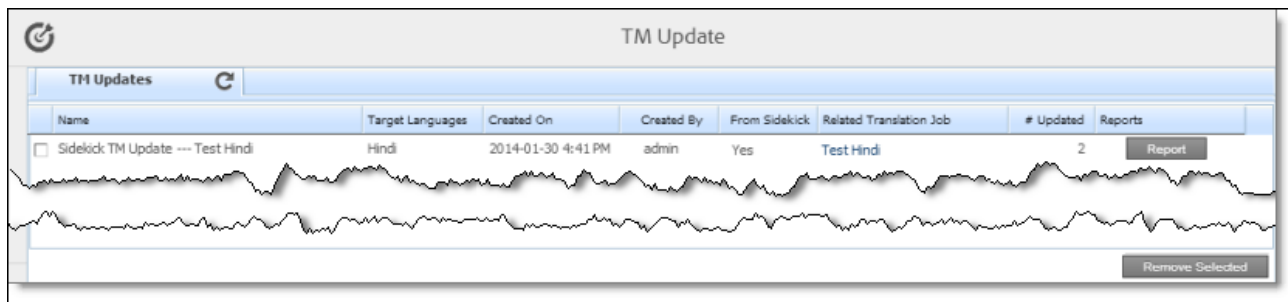 TM Update
TM Updates
Name Target Languages Created On Created By From Sidekick Related Translation Job # Updated Reports
Sidekick TM Update --- Test Hindi Hindi 2014-01-30 4:41 PM admin Yes Test Hindi 2 Report
Remove Selected